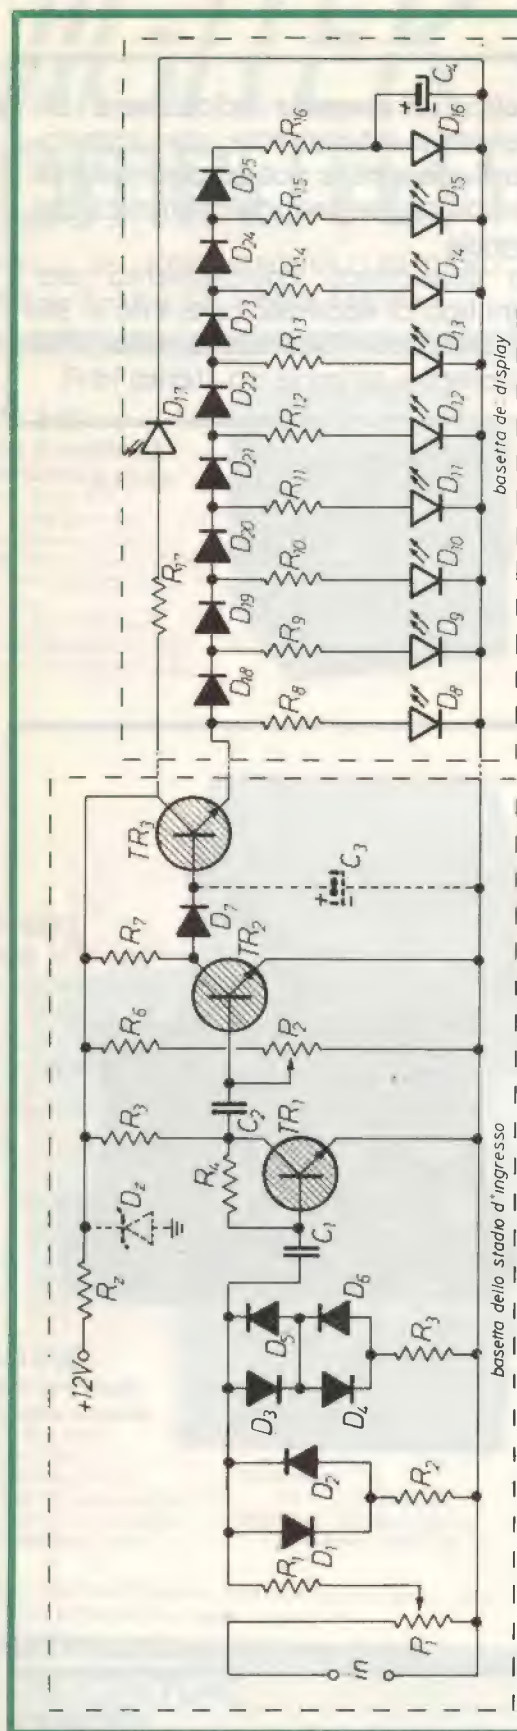 +12V
Rz
Dz
R6
R7
TR3
R17
D17
in
P1
R1
D1
D2
R2
D3
D5
D4
D6
R3
C1
R4
TR1
C2
P2
TR2
D7
C3
D18
D19
D20
D21
D22
D23
D24
D25
R8
R9
R10
R11
R12
R13
R14
R15
R16
D8
D9
D10
D11
D12
D13
D14
D15
D16
C4
+
-
+
-
basetta dello stadio d'ingresso
basetta de' display